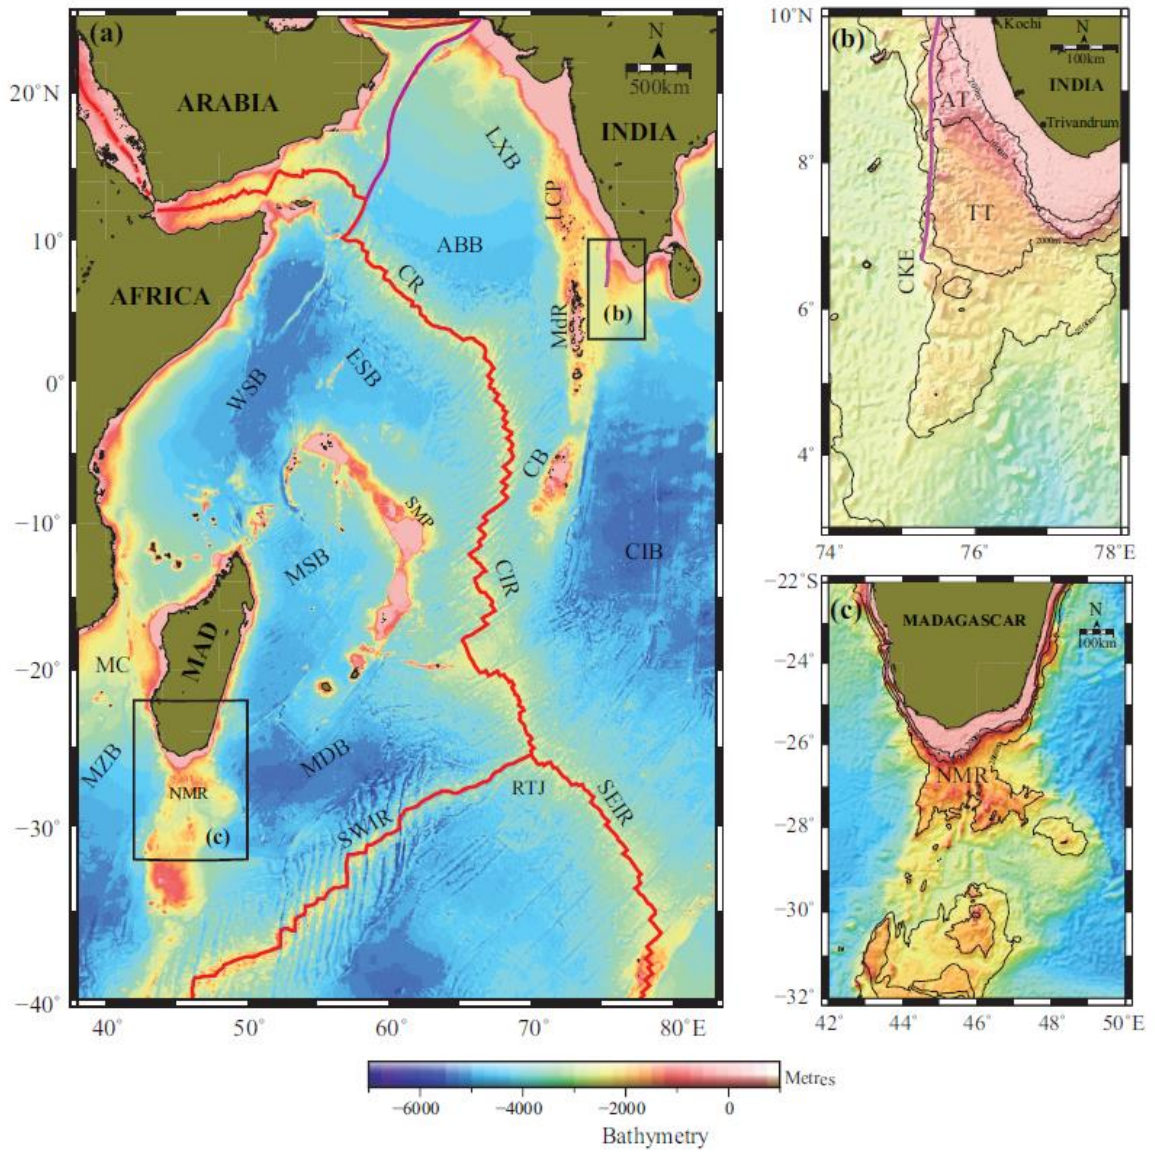 (a)
N
500km
20°N
10°
0°
−10°
−20°
−30°
−40°
40°
50°
60°
70°
80°E
ARABIA
INDIA
AFRICA
LXB
LCP
ABB
CR
MdR
(b)
WSB
ESB
CB
SMP
CIB
MSB
CIR
MAD
MC
MZB
MDB
NMR
(c)
RTJ
SWIR
SEIR
(b)
10°N
8°
6°
4°
74°
76°
78°E
Kochi
N
100km
INDIA
Trivandrum
AT
TT
CKE
2000m
(c)
−22°S
−24°
−26°
−28°
−30°
−32°
42°
44°
46°
48°
50°E
MADAGASCAR
N
100km
NMR
−6000
−4000
−2000
0
Metres
Bathymetry